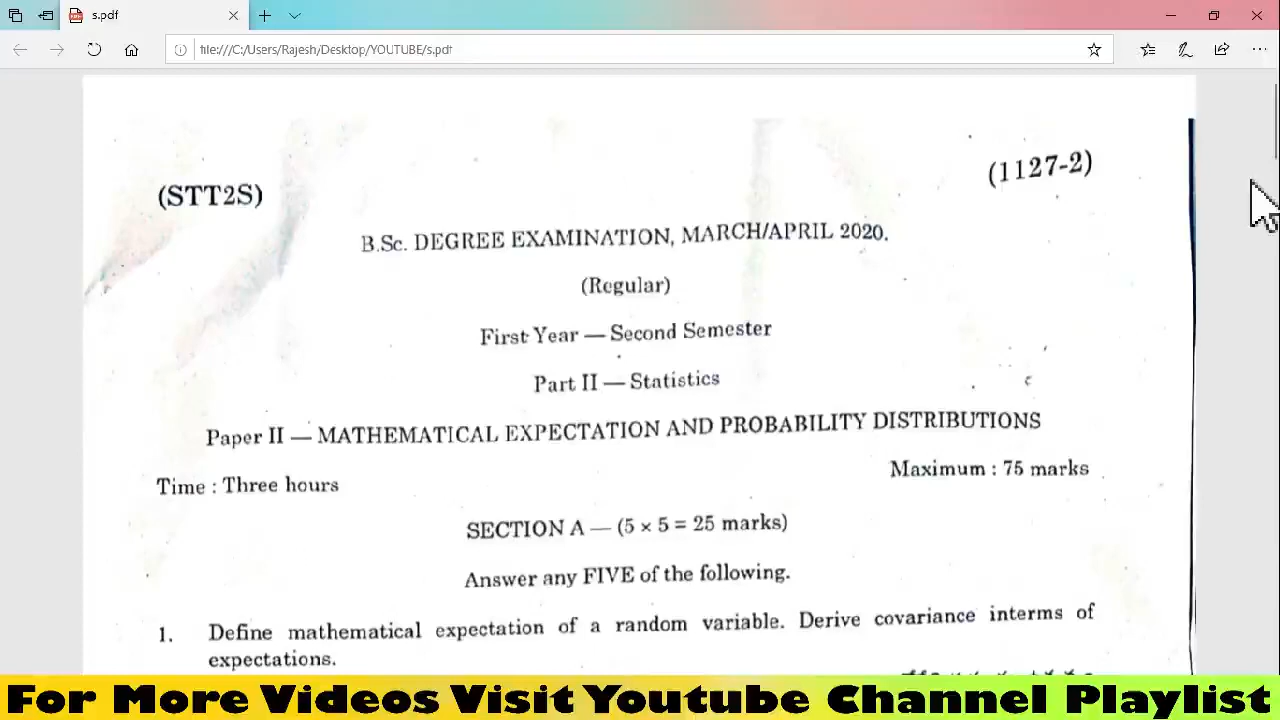 s.pdf
file:///C:/Users/Rajesh/Desktop/YOUTUBE/s.pdf
(1127-2)
(STT2S)
B.Sc. DEGREE EXAMINATION, MARCH/APRIL 2020.
(Regular)
First Year — Second Semester
Part II — Statistics
Paper II — MATHEMATICAL EXPECTATION AND PROBABILITY DISTRIBUTIONS
Time : Three hours
Maximum : 75 marks
SECTION A — (5 × 5 = 25 marks)
Answer any FIVE of the following.
1. Define mathematical expectation of a random variable. Derive covariance interms of
expectations.
For More Videos Visit Youtube Channel Playlist